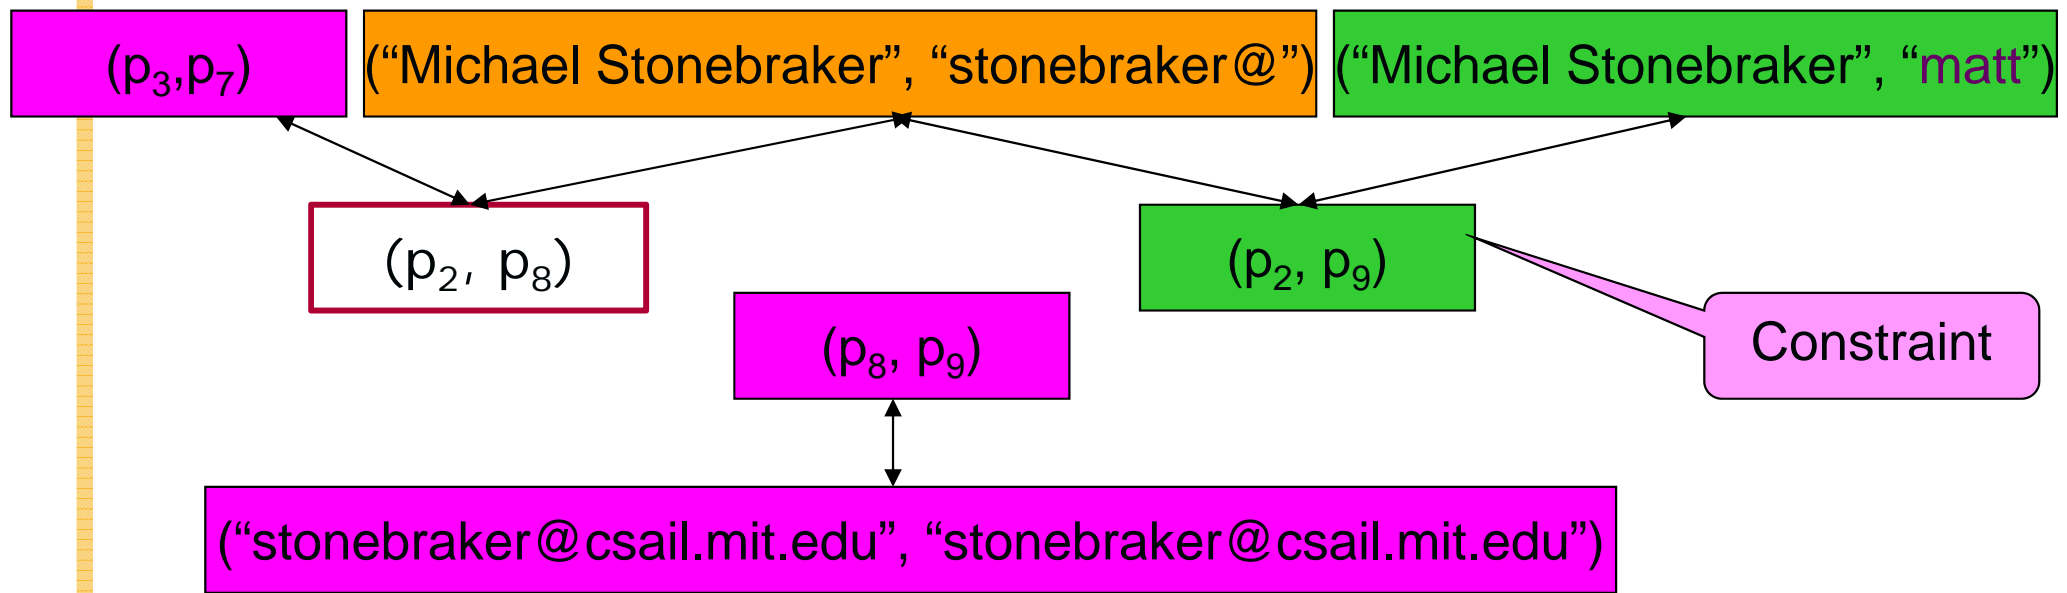 (p₃,p₇)
(“Michael Stonebraker”, “stonebraker@”)
(“Michael Stonebraker”, “matt”)
(p₂, p₈)
(p₂, p₉)
(p₈, p₉)
Constraint
(“stonebraker@csail.mit.edu”, “stonebraker@csail.mit.edu”)